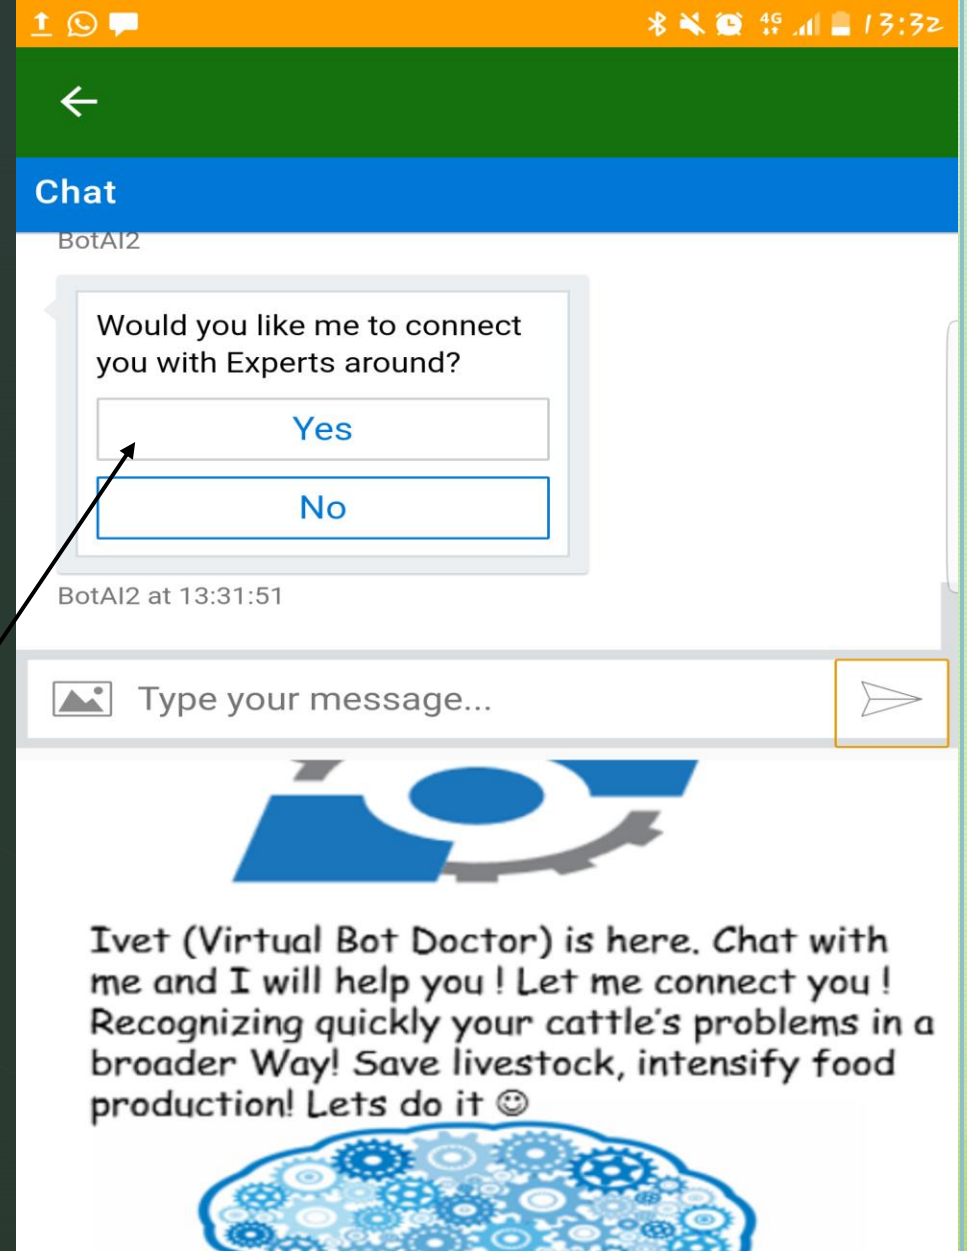 4G 13:32
Chat
BotAI2
Would you like me to connect
you with Experts around?
Yes
No
BotAI2 at 13:31:51
Type your message...
Ivet (Virtual Bot Doctor) is here. Chat with
me and I will help you ! Let me connect you !
Recognizing quickly your cattle's problems in a
broader Way! Save livestock, intensify food
production! Lets do it ☺